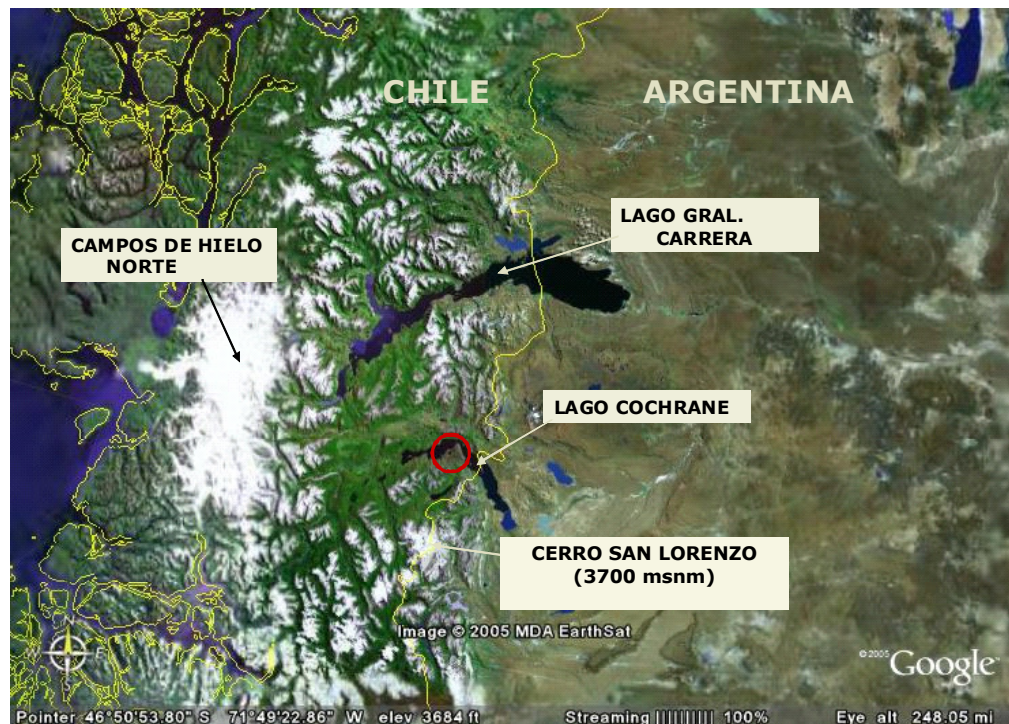 CHILE
ARGENTINA
LAGO GRAL.
CARRERA
CAMPOS DE HIELO
NORTE
LAGO COCHRANE
CERRO SAN LORENZO
(3700 msnm)
Image © 2005 MDA EarthSat
©2005 Google™
Pointer 46°50'53.80" S 71°49'22.86" W elev 3684 ft Streaming |||||||||| 100% Eye alt 248.05 mi